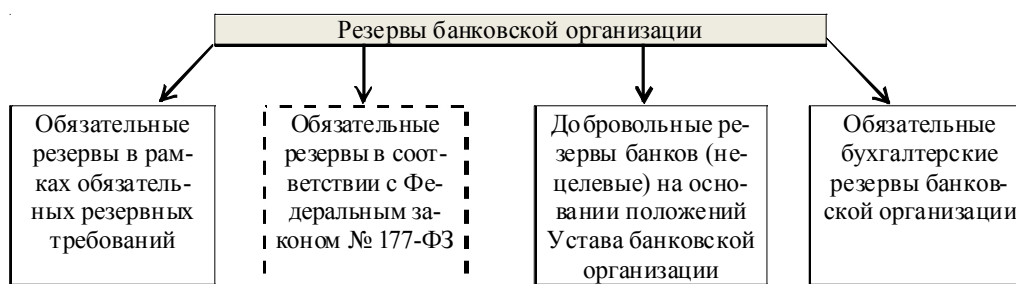 Резервы банковской организации
Обязательные
резервы в рам-
ках обязатель-
ных резервных
требований
Обязательные
резервы в соот-
ветствии с Фе-
деральным за-
коном № 177-ФЗ
Добровольные ре-
зервы банков (не-
целевые) на осно-
вании положений
Устава банковской
организации
Обязательные
бухгалтерские
резервы банков-
ской организации